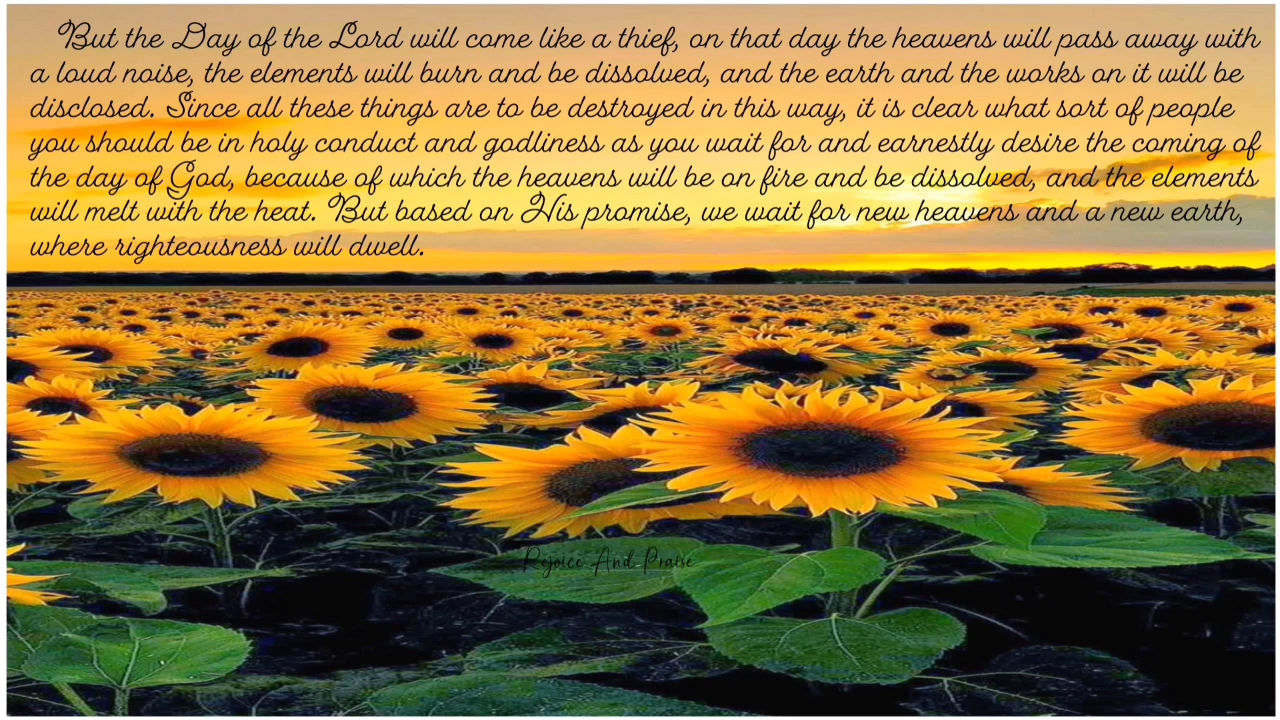 But the Day of the Lord will come like a thief, on that day the heavens will pass away with
a loud noise, the elements will burn and be dissolved, and the earth and the works on it will be
disclosed. Since all these things are to be destroyed in this way, it is clear what sort of people
you should be in holy conduct and godliness as you wait for and earnestly desire the coming of
the day of God, because of which the heavens will be on fire and be dissolved, and the elements
will melt with the heat. But based on His promise, we wait for new heavens and a new earth,
where righteousness will dwell.
Rejoice And Praise